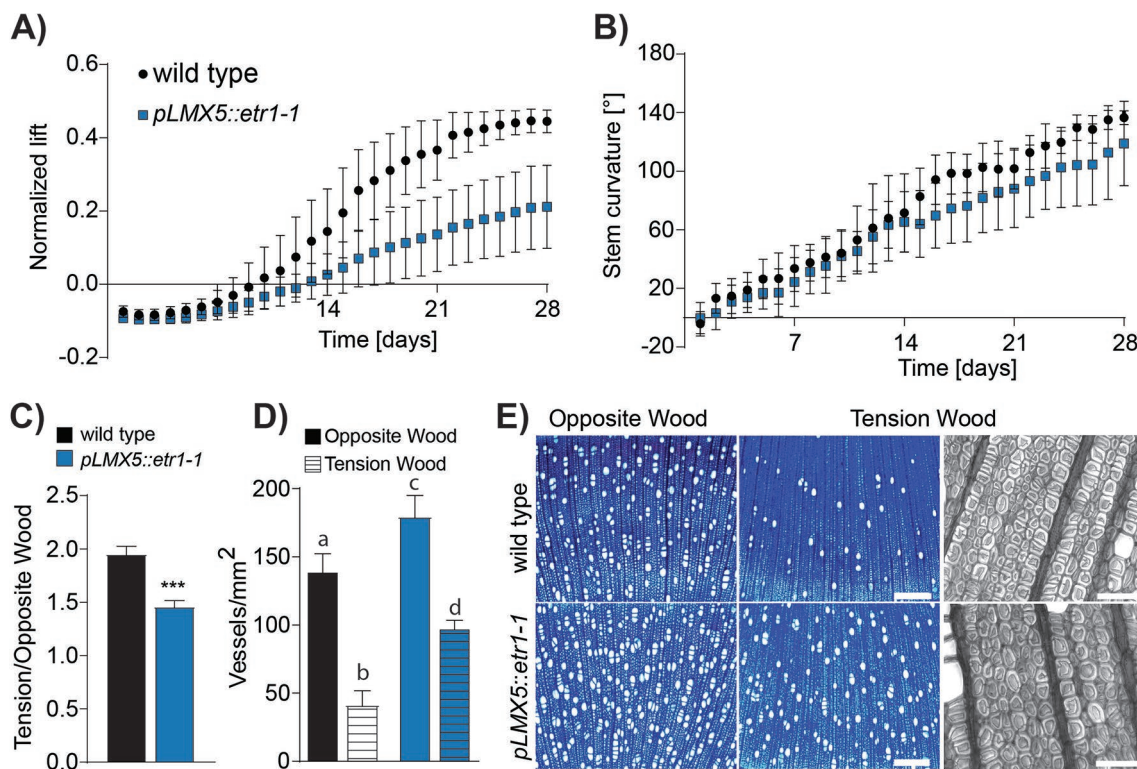 A)
Normalized lift
0.6
0.4
0.2
0.0
-0.2
wild type
pLMX5::etr1-1
14
21
28
Time [days]
B)
Stem curvature [°]
180
140
100
60
20
-20
7
14
21
28
Time [days]
C)
wild type
pLMX5::etr1-1
Tension/Opposite Wood
2.5
2.0
1.5
1.0
0.5
0.0
***
D)
Opposite Wood
Tension Wood
Vessels/mm2
200
150
100
50
0
a
b
c
d
E)
Opposite Wood
Tension Wood
wild type
pLMX5::etr1-1